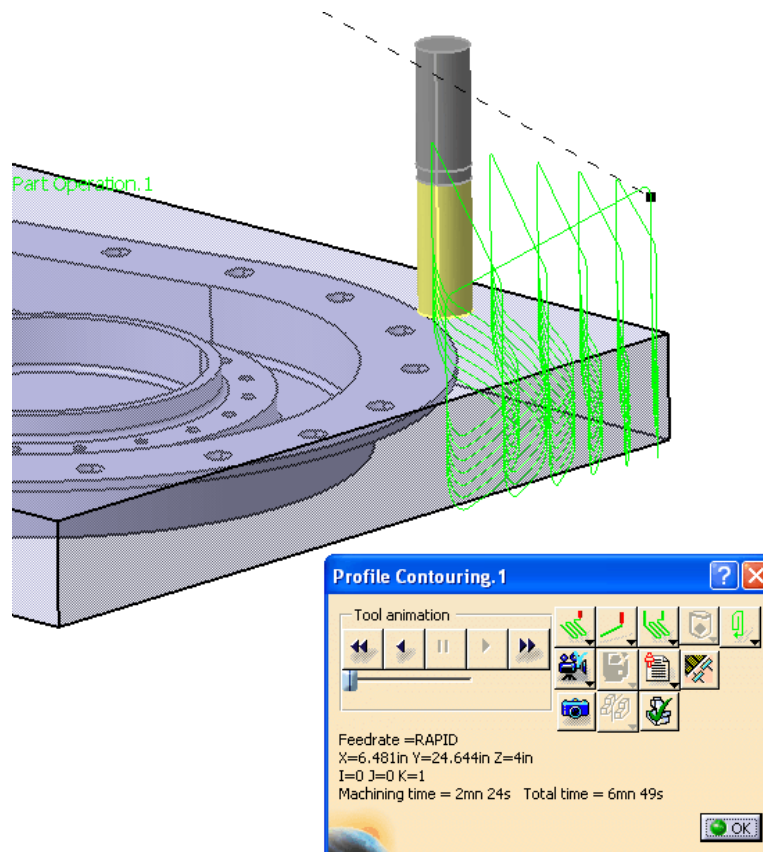 Part Operation.1
Profile Contouring.1
Tool animation
Feedrate =RAPID
X=6.481in Y=24.644in Z=4in
I=0 J=0 K=1
Machining time = 2mn 24s Total time = 6mn 49s
OK